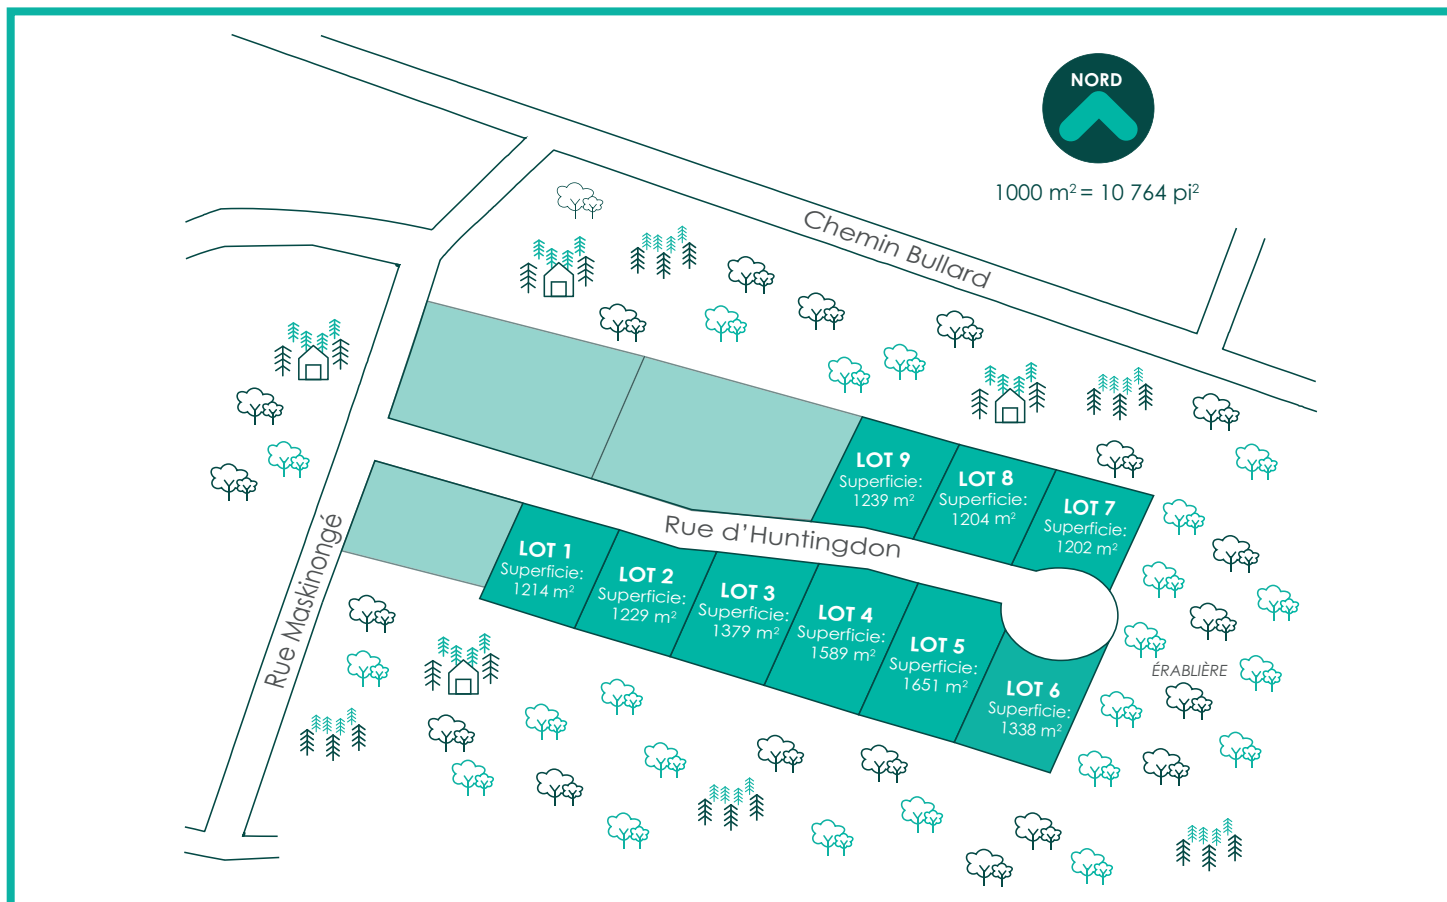 NORD
1000 m² = 10 764 pi²
Chemin Bullard
LOT 9
Superficie:
1239 m²
LOT 8
Superficie:
1204 m²
LOT 7
Superficie:
1202 m²
Rue d'Huntingdon
Rue Maskinongé
LOT 1
Superficie:
1214 m²
LOT 2
Superficie:
1229 m²
LOT 3
Superficie:
1379 m²
LOT 4
Superficie:
1589 m²
LOT 5
Superficie:
1651 m²
LOT 6
Superficie:
1338 m²
ÉRABLIÈRE